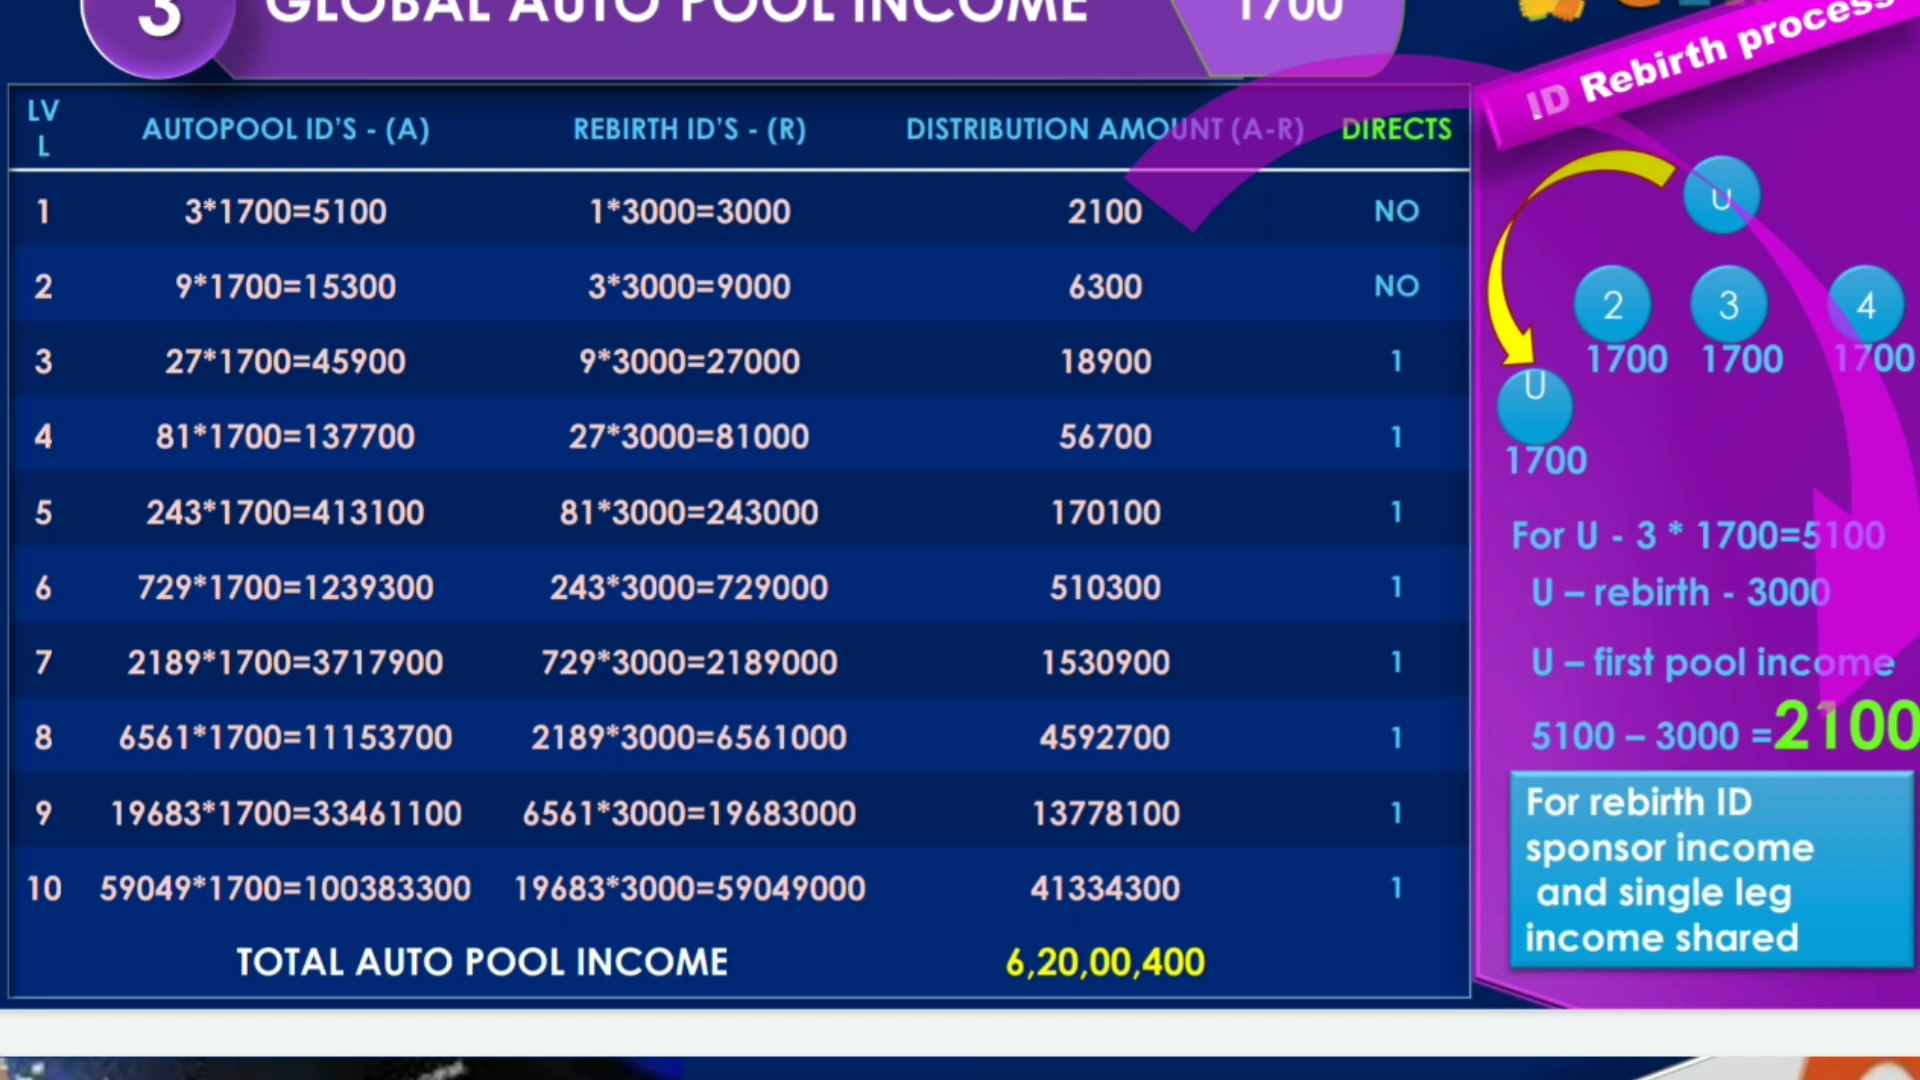 3 GLOBAL AUTO POOL INCOME 1700
ID Rebirth process
LV L AUTOPOOL ID'S - (A) REBIRTH ID'S - (R) DISTRIBUTION AMOUNT (A-R) DIRECTS
1 3*1700=5100 1*3000=3000 2100 NO
2 9*1700=15300 3*3000=9000 6300 NO
3 27*1700=45900 9*3000=27000 18900 1
4 81*1700=137700 27*3000=81000 56700 1
5 243*1700=413100 81*3000=243000 170100 1
6 729*1700=1239300 243*3000=729000 510300 1
7 2189*1700=3717900 729*3000=2189000 1530900 1
8 6561*1700=11153700 2189*3000=6561000 4592700 1
9 19683*1700=33461100 6561*3000=19683000 13778100 1
10 59049*1700=100383300 19683*3000=59049000 41334300 1
TOTAL AUTO POOL INCOME 6,20,00,400
U
2 3 4
1700 1700 1700
U
1700
For U - 3 * 1700=5100
U – rebirth - 3000
U – first pool income
5100 – 3000 =2100
For rebirth ID
sponsor income
and single leg
income shared